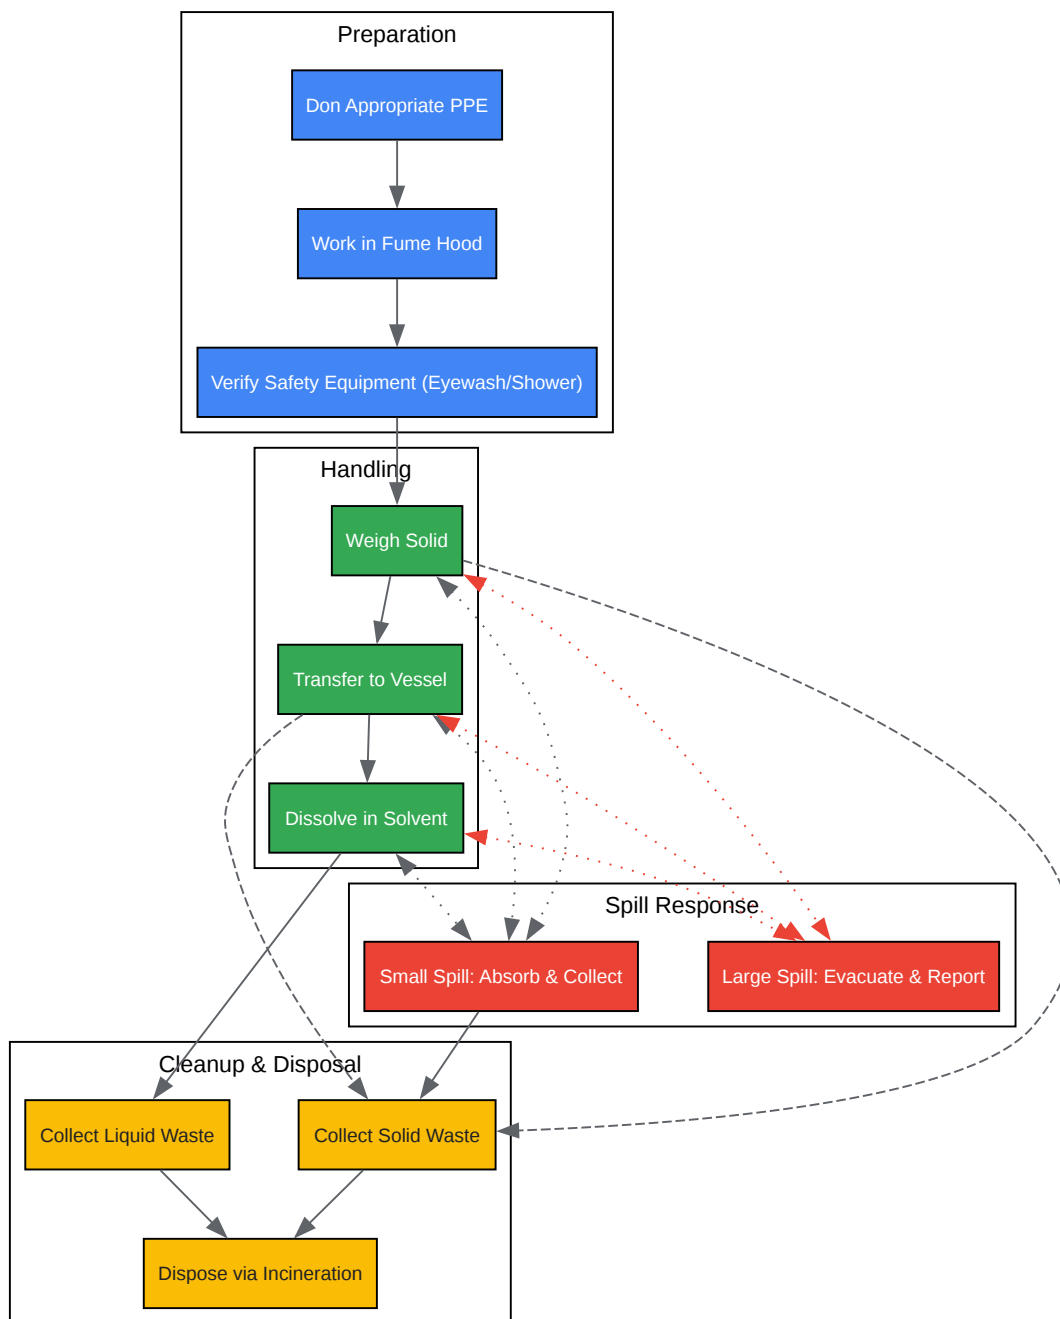 Preparation
Don Appropriate PPE
Work in Fume Hood
Verify Safety Equipment (Eyewash/Shower)
Handling
Weigh Solid
Transfer to Vessel
Dissolve in Solvent
Spill Response
Small Spill: Absorb & Collect
Large Spill: Evacuate & Report
Cleanup & Disposal
Collect Liquid Waste
Collect Solid Waste
Dispose via Incineration